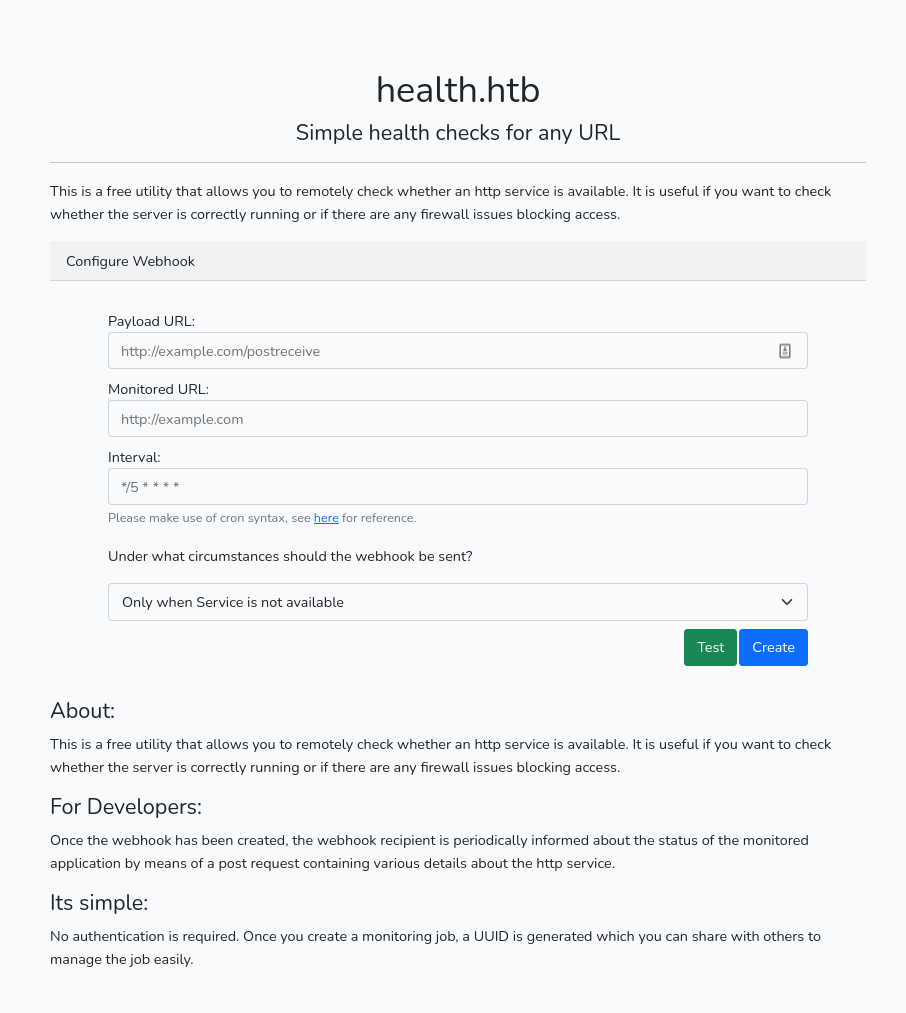 health.htb
Simple health checks for any URL
This is a free utility that allows you to remotely check whether an http service is available. It is useful if you want to check
whether the server is correctly running or if there are any firewall issues blocking access.
Configure Webhook
Payload URL:
http://example.com/postreceive
Monitored URL:
http://example.com
Interval:
*/5 * * * *
Please make use of cron syntax, see here for reference.
Under what circumstances should the webhook be sent?
Only when Service is not available
Test Create
About:
This is a free utility that allows you to remotely check whether an http service is available. It is useful if you want to check
whether the server is correctly running or if there are any firewall issues blocking access.
For Developers:
Once the webhook has been created, the webhook recipient is periodically informed about the status of the monitored
application by means of a post request containing various details about the http service.
Its simple:
No authentication is required. Once you create a monitoring job, a UUID is generated which you can share with others to
manage the job easily.